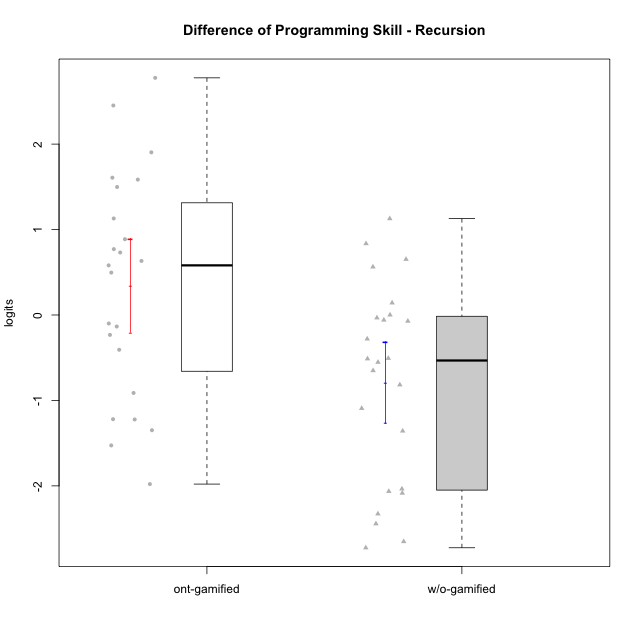 Difference of Programming Skill - Recursion
logits
2
1
0
-1
-2
ont-gamified
w/o-gamified